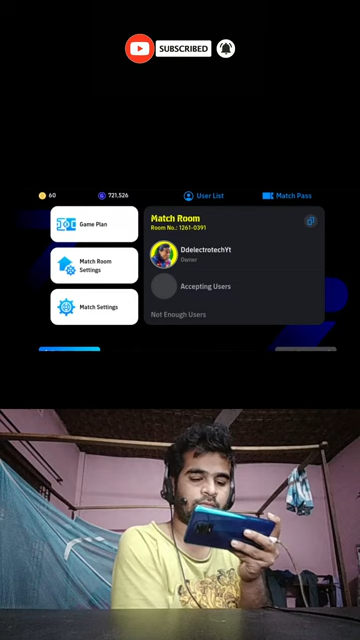 SUBSCRIBED
60
721,526
User List
Match Pass
Game Plan
Match Room
Settings
Match Settings
Match Room
Room No.: 1261-0391
DdelectrotechYt
Owner
Accepting Users
Not Enough Users